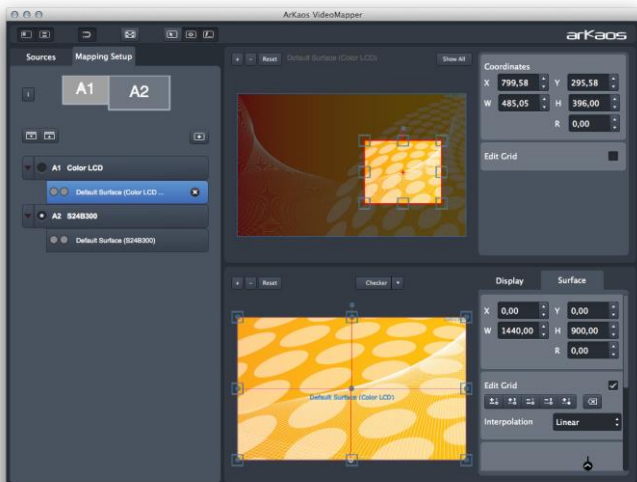 ArKaos VideoMapper
arKaos
Sources
Mapping Setup
+ - Reset
Default Surface (Color LCD)
Show All
Coordinates
X 799,58 Y 295,58
W 485,05 H 396,00
R 0,00
Edit Grid
i
A1 A2
A1 Color LCD
Default Surface (Color LCD ...
A2 S24B300
Default Surface (S24B300)
+ - Reset
Checker
Display
Surface
X 0,00 Y 0,00
W 1440,00 H 900,00
R 0,00
Edit Grid
Interpolation Linear
Default Surface (Color LCD)